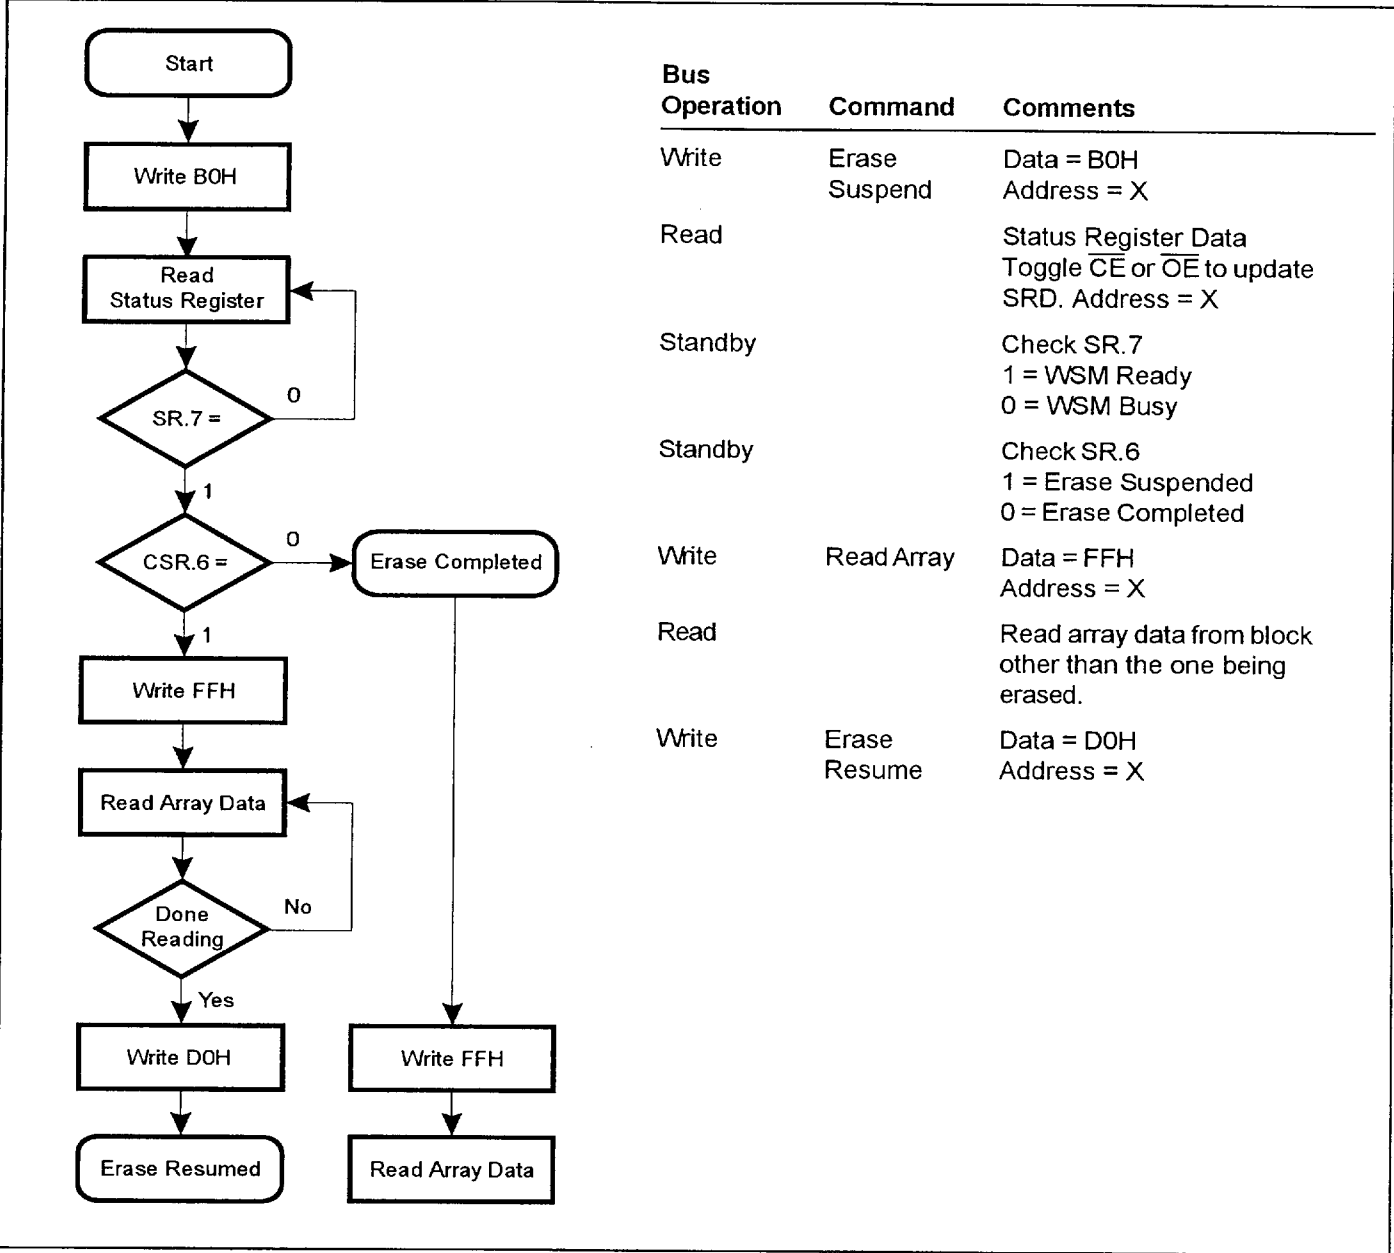 Start
Write B0H
Read
Status Register
SR.7 =
0
1
CSR.6 =
0
Erase Completed
1
Write FFH
Read Array Data
Done
Reading
No
Yes
Write D0H
Write FFH
Erase Resumed
Read Array Data
Bus
Operation Command Comments
Write Erase Data = B0H
Suspend Address = X
Read Status Register Data
Toggle C̅E̅ or O̅E̅ to update
SRD. Address = X
Standby Check SR.7
1 = WSM Ready
0 = WSM Busy
Standby Check SR.6
1 = Erase Suspended
0 = Erase Completed
Write Read Array Data = FFH
Address = X
Read Read array data from block
other than the one being
erased.
Write Erase Data = D0H
Resume Address = X